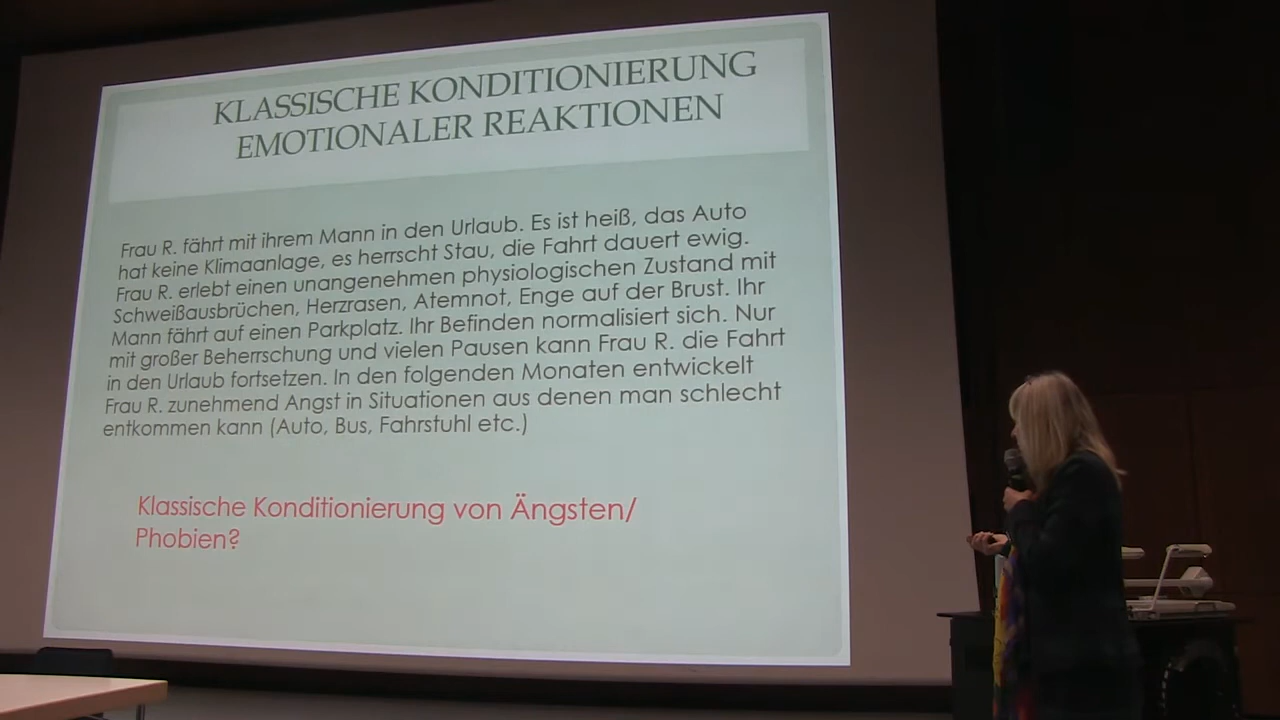 KLASSISCHE KONDITIONIERUNG
EMOTIONALER REAKTIONEN
Frau R. fährt mit ihrem Mann in den Urlaub. Es ist heiß, das Auto
hat keine Klimaanlage, es herrscht Stau, die Fahrt dauert ewig.
Frau R. erlebt einen unangenehmen physiologischen Zustand mit
Schweißausbrüchen, Herzrasen, Atemnot, Enge auf der Brust. Ihr
Mann fährt auf einen Parkplatz. Ihr Befinden normalisiert sich. Nur
mit großer Beherrschung und vielen Pausen kann Frau R. die Fahrt
in den Urlaub fortsetzen. In den folgenden Monaten entwickelt
Frau R. zunehmend Angst in Situationen aus denen man schlecht
entkommen kann (Auto, Bus, Fahrstuhl etc.)
Klassische Konditionierung von Ängsten/
Phobien?